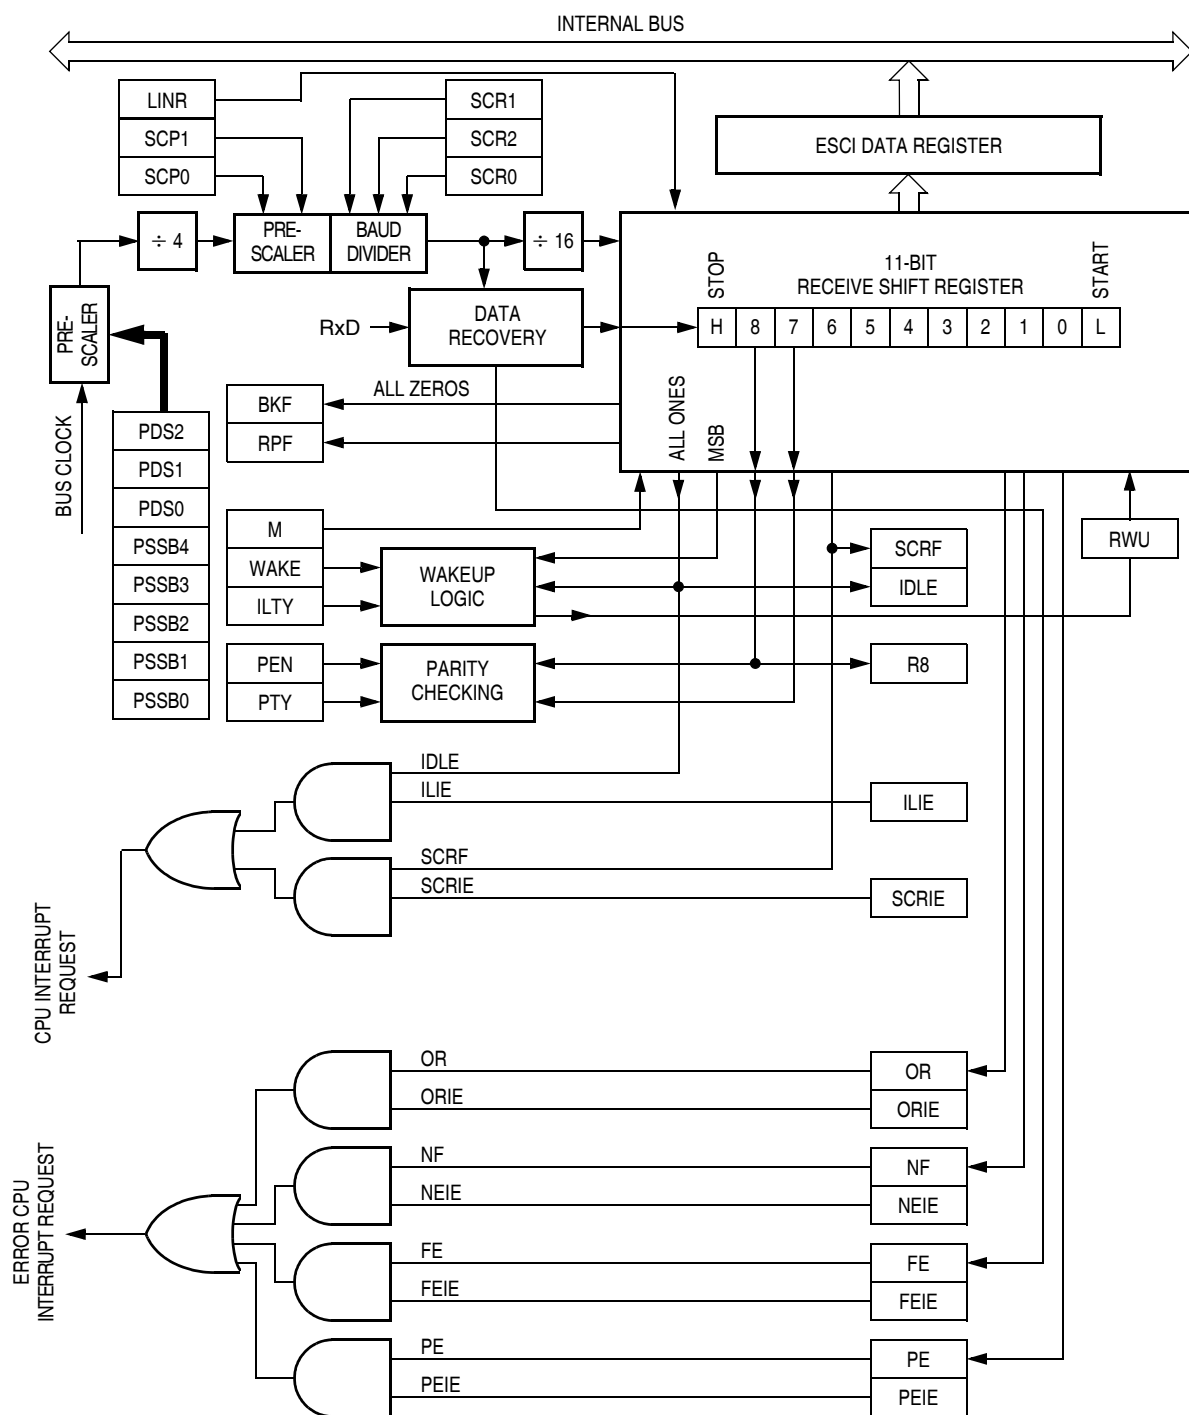 INTERNAL BUS
LINR
SCP1
SCP0
SCR1
SCR2
SCR0
ESCI DATA REGISTER
÷ 4
PRE-
SCALER
BAUD
DIVIDER
÷ 16
PRE-
SCALER
BUS CLOCK
RxD
DATA
RECOVERY
STOP
11-BIT
RECEIVE SHIFT REGISTER
START
H 8 7 6 5 4 3 2 1 0 L
ALL ZEROS
ALL ONES
MSB
BKF
RPF
PDS2
PDS1
PDS0
PSSB4
PSSB3
PSSB2
PSSB1
PSSB0
M
WAKE
ILTY
WAKEUP
LOGIC
PEN
PTY
PARITY
CHECKING
SCRF
IDLE
RWU
R8
IDLE
ILIE
ILIE
SCRF
SCRIE
SCRIE
CPU INTERRUPT
REQUEST
OR
ORIE
OR
ORIE
NF
NEIE
NF
NEIE
FE
FEIE
FE
FEIE
PE
PEIE
PE
PEIE
ERROR CPU
INTERRUPT REQUEST